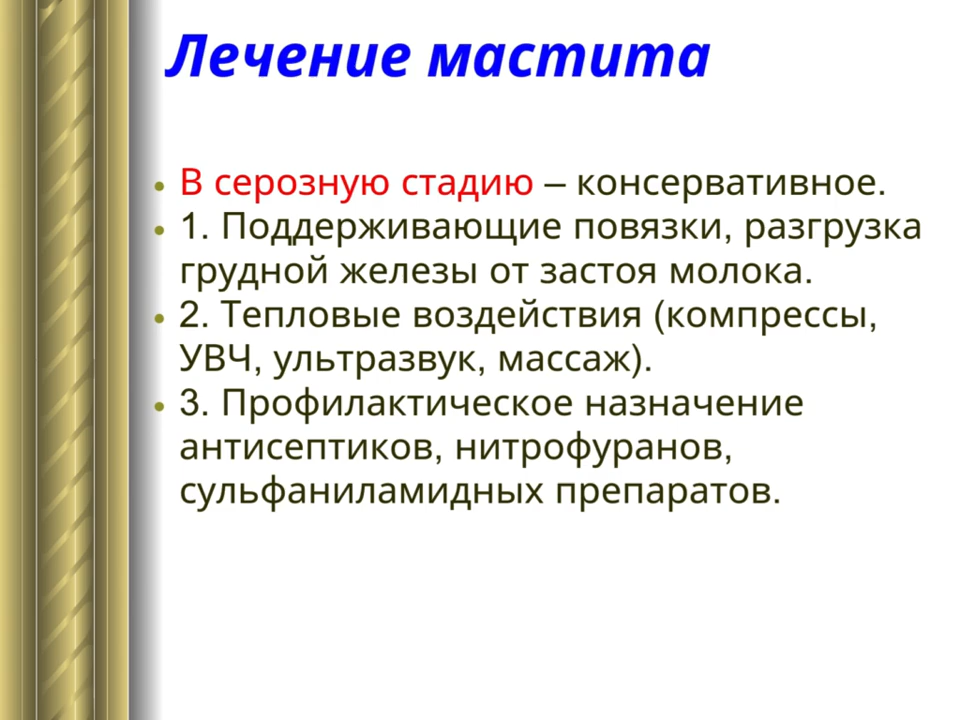 Лечение мастита
• В серозную стадию – консервативное.
• 1. Поддерживающие повязки, разгрузка
грудной железы от застоя молока.
• 2. Тепловые воздействия (компрессы,
УВЧ, ультразвук, массаж).
• 3. Профилактическое назначение
антисептиков, нитрофуранов,
сульфаниламидных препаратов.